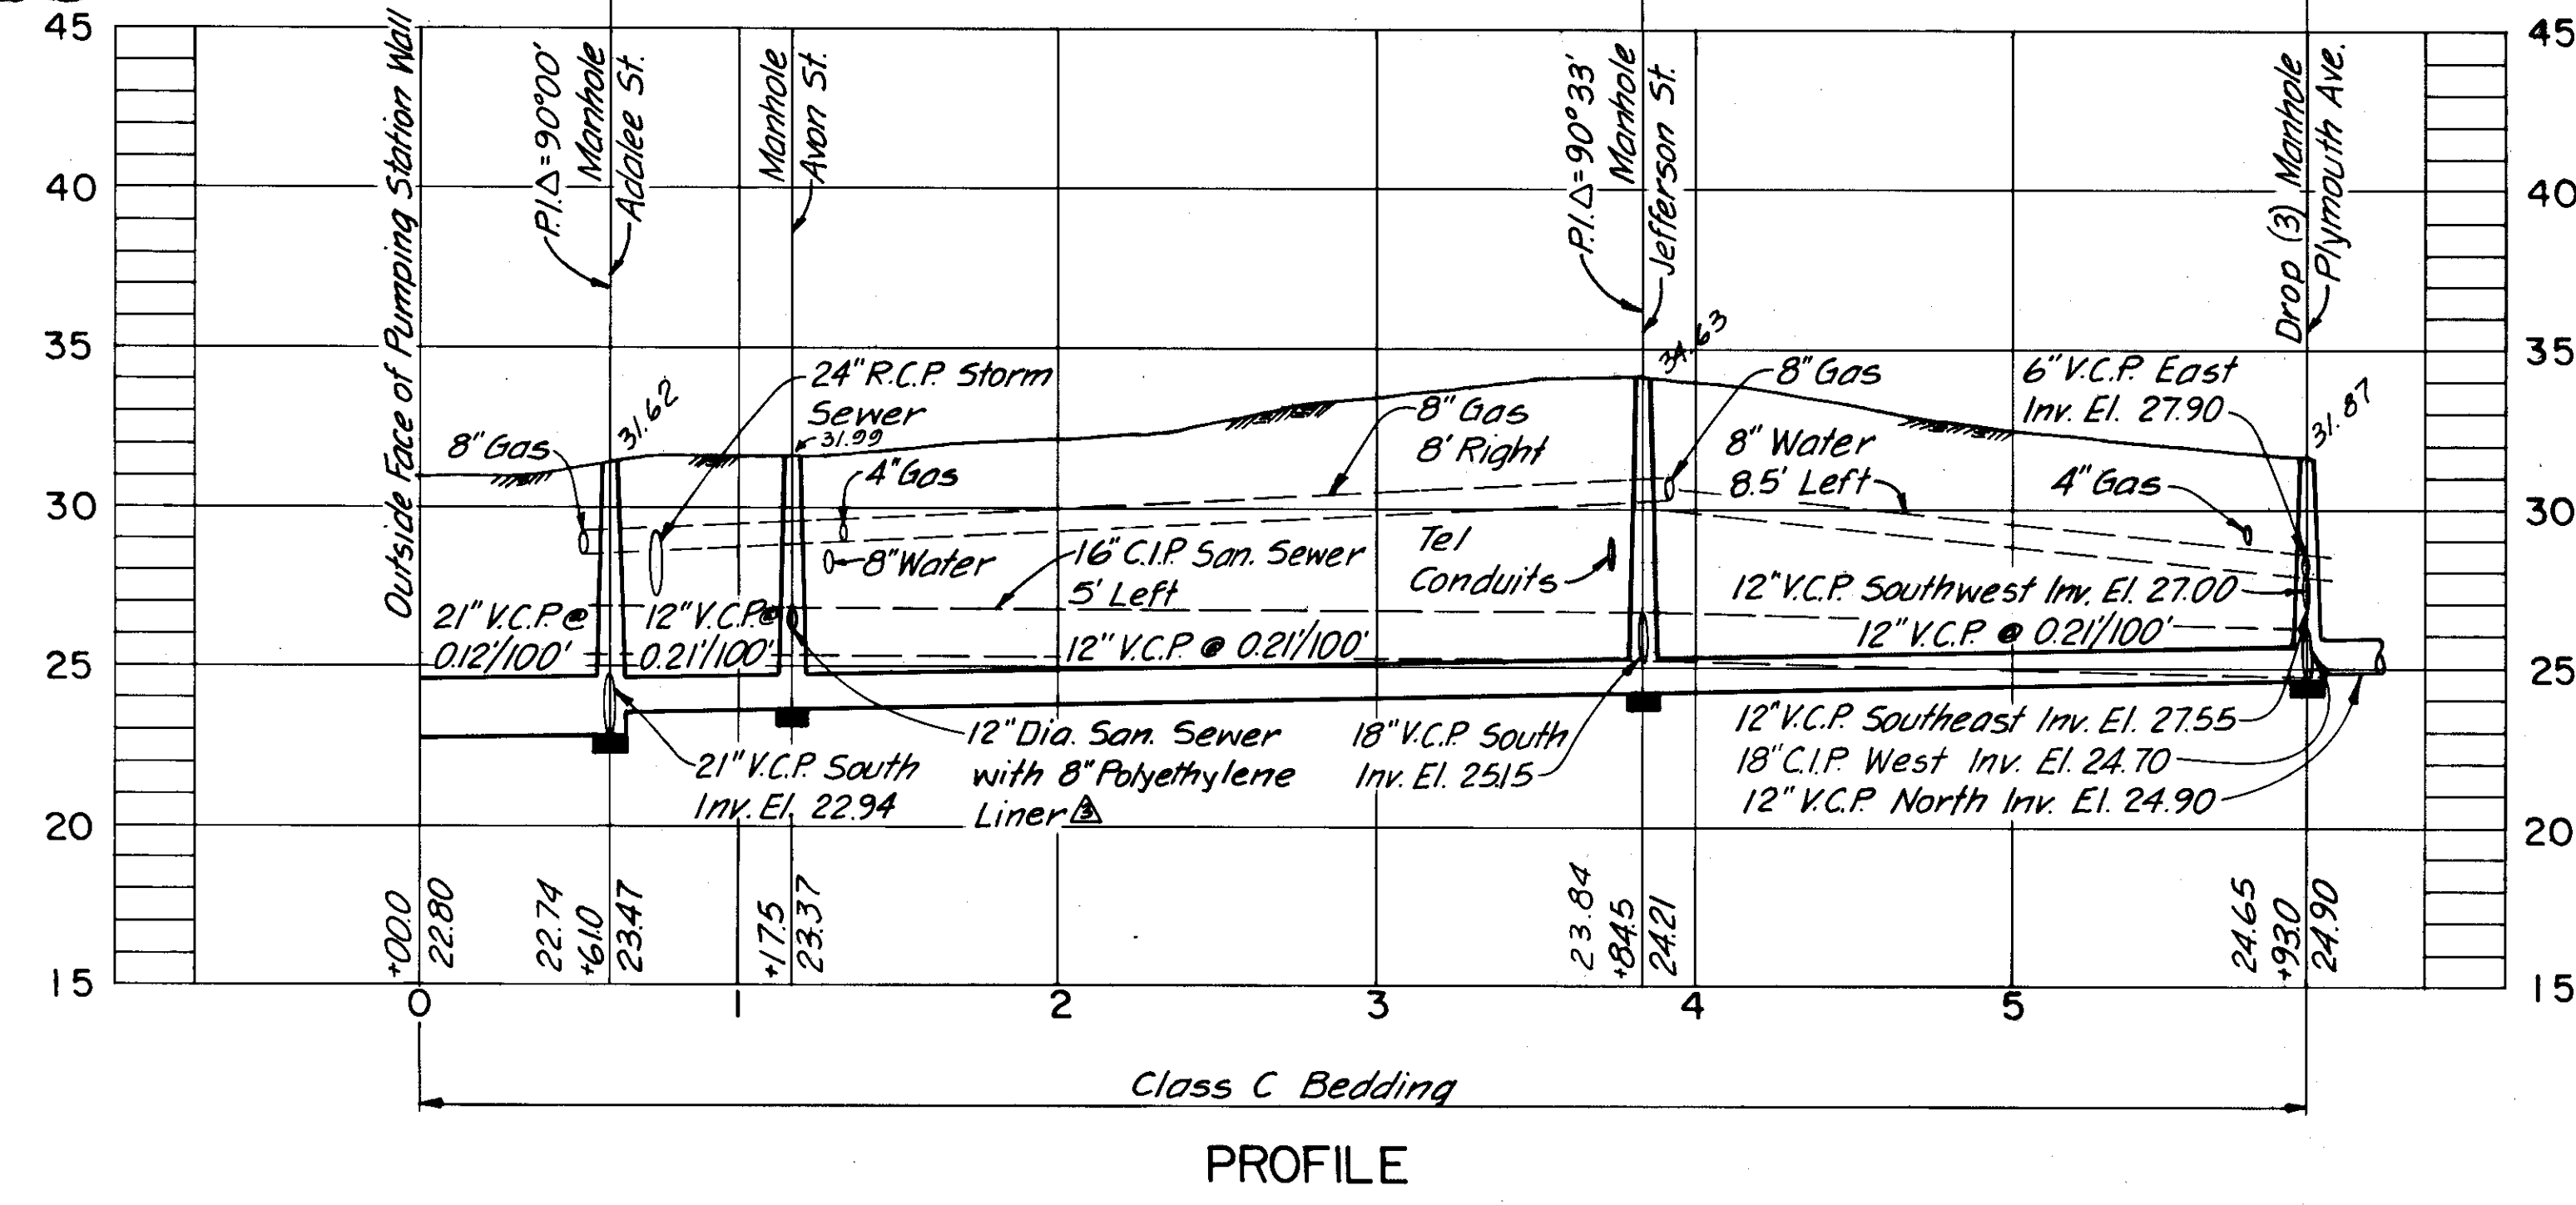 45
40
35
30
25
20
15
Outside Face of Pumping Station Wall
P.I. Δ=90°00'
Manhole
Adalee St.
Manhole
Avon St.
P.I. Δ=90°33'
Manhole
Jefferson St.
Drop (3) Manhole
Plymouth Ave.
45
40
35
30
25
20
15
8" Gas
31.62
24" R.C.P. Storm
Sewer
31.99
4" Gas
8" Water
8" Gas
8' Right
34.63
8" Gas
6" V.C.P. East
Inv. El. 27.90
31.87
8" Water
8.5' Left
4" Gas
16" C.I.P. San. Sewer
5' Left
Tel
Conduits
12" V.C.P. Southwest Inv. El. 27.00
21" V.C.P. @
0.12'/100'
12" V.C.P. @
0.21'/100'
12" V.C.P. @ 0.21'/100'
12" V.C.P. @ 0.21'/100'
21" V.C.P. South
Inv. El. 22.94
12" Dia. San. Sewer
with 8" Polyethylene
Liner 3
18" V.C.P. South
Inv. El. 25.15
12" V.C.P. Southeast Inv. El. 27.55
18" C.I.P. West Inv. El. 24.70
12" V.C.P. North Inv. El. 24.90
+00.0
22.80
22.74
+61.0
23.47
+17.5
23.37
23.84
+84.5
24.21
24.65
+93.0
24.90
0 1 2 3 4 5
Class C Bedding
PROFILE